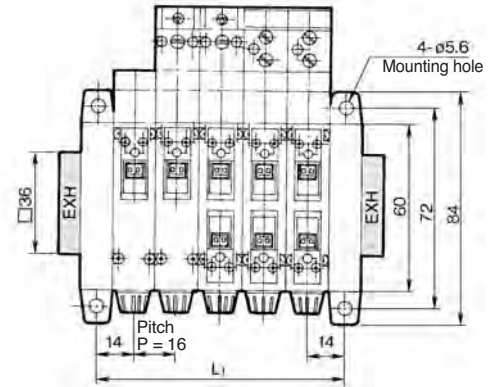 4-ø5.6
Mounting hole
□36
EXH
EXH
60
72
84
Pitch
P = 16
14
14
L₁